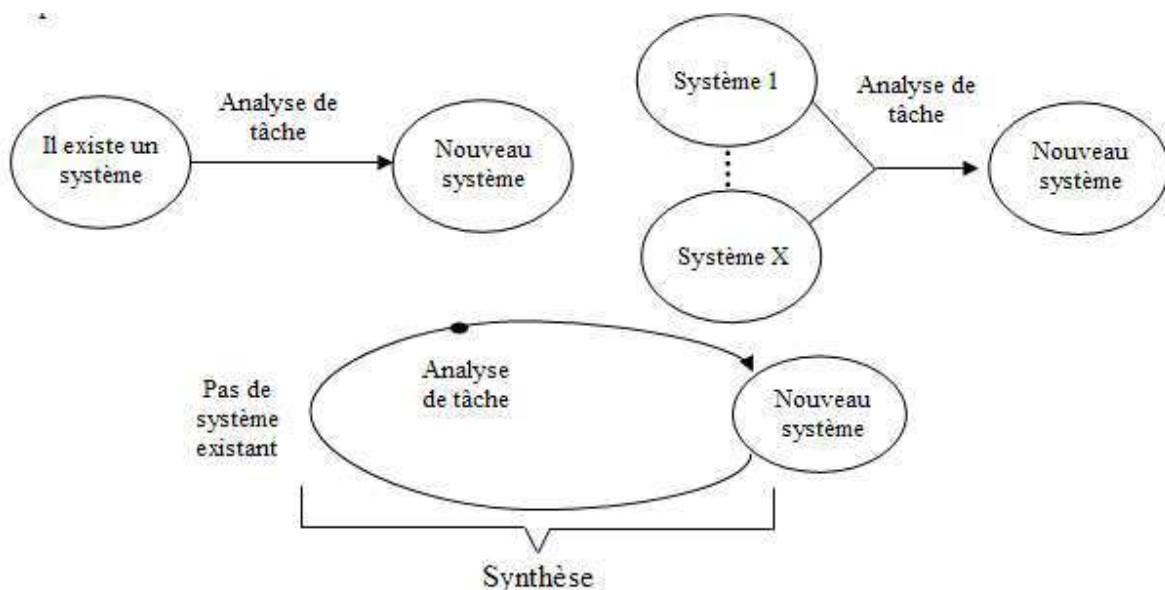 Analyse de
tâche
Il existe un
système
Nouveau
système
Système 1
Système X
Analyse de
tâche
Nouveau
système
Pas de
système
existant
Analyse
de tâche
Nouveau
système
Synthèse